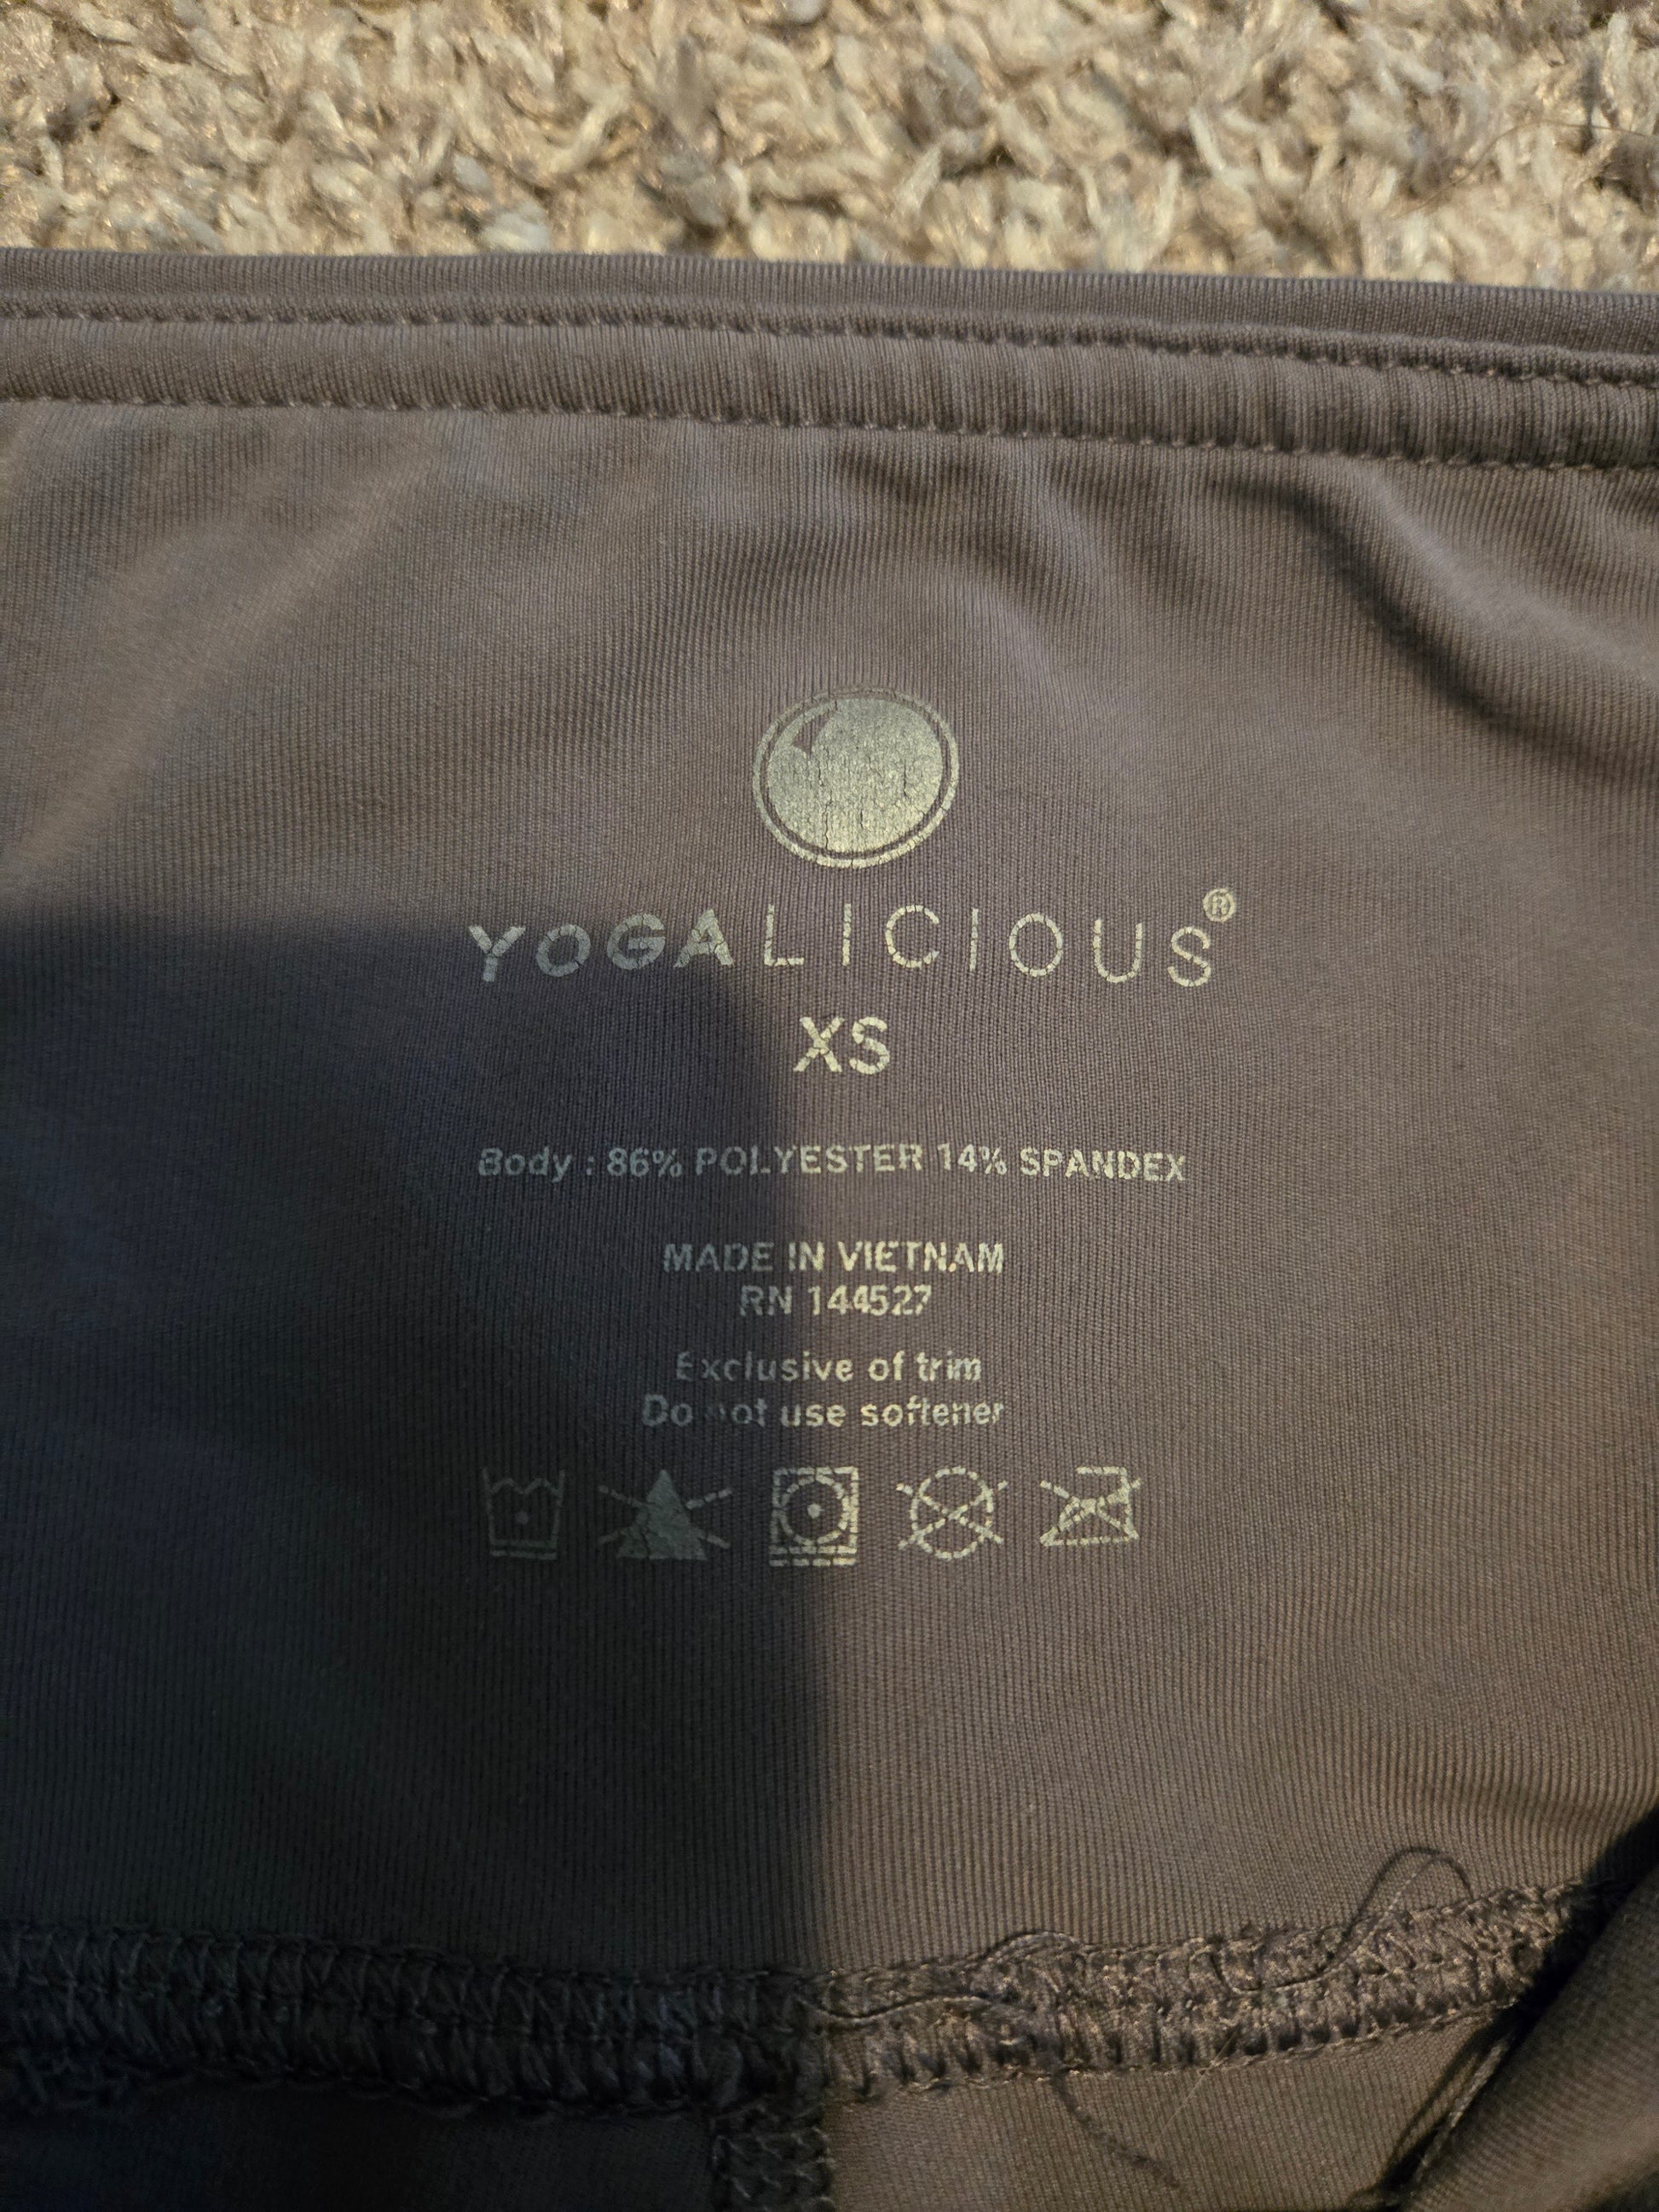 YOGALICIOUS®
XS
Body : 86% POLYESTER 14% SPANDEX
MADE IN VIETNAM
RN 144527
Exclusive of trim
Do not use softener